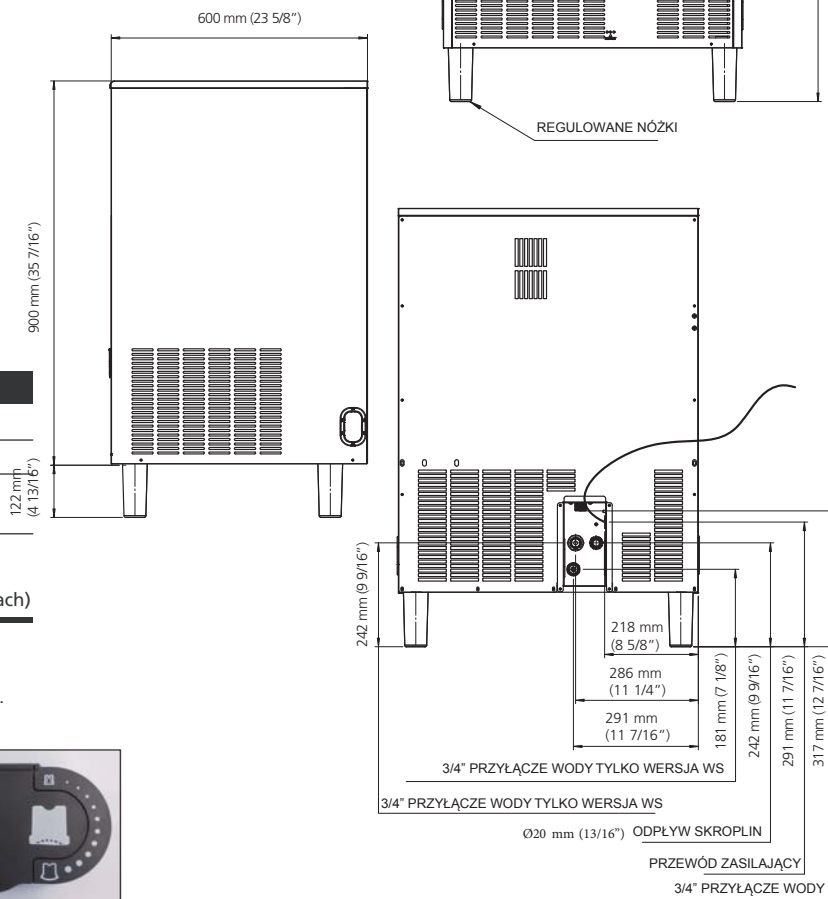 600 mm (23 5/8")
REGULOWANE NÓŻKI
900 mm (35 7/16")
122 mm
(4 13/16")
ach)
.
242 mm (9 9/16")
218 mm
(8 5/8")
286 mm
(11 1/4")
291 mm
(11 7/16")
181 mm (7 1/8")
242 mm (9 9/16")
291 mm (11 7/16")
317 mm (12 7/16")
3/4" PRZYŁĄCZE WODY TYLKO WERSJA WS
3/4" PRZYŁĄCZE WODY TYLKO WERSJA WS
Ø20 mm (13/16") ODPŁYW SKROPLIN
PRZEWÓD ZASILAJĄCY
3/4" PRZYŁĄCZE WODY